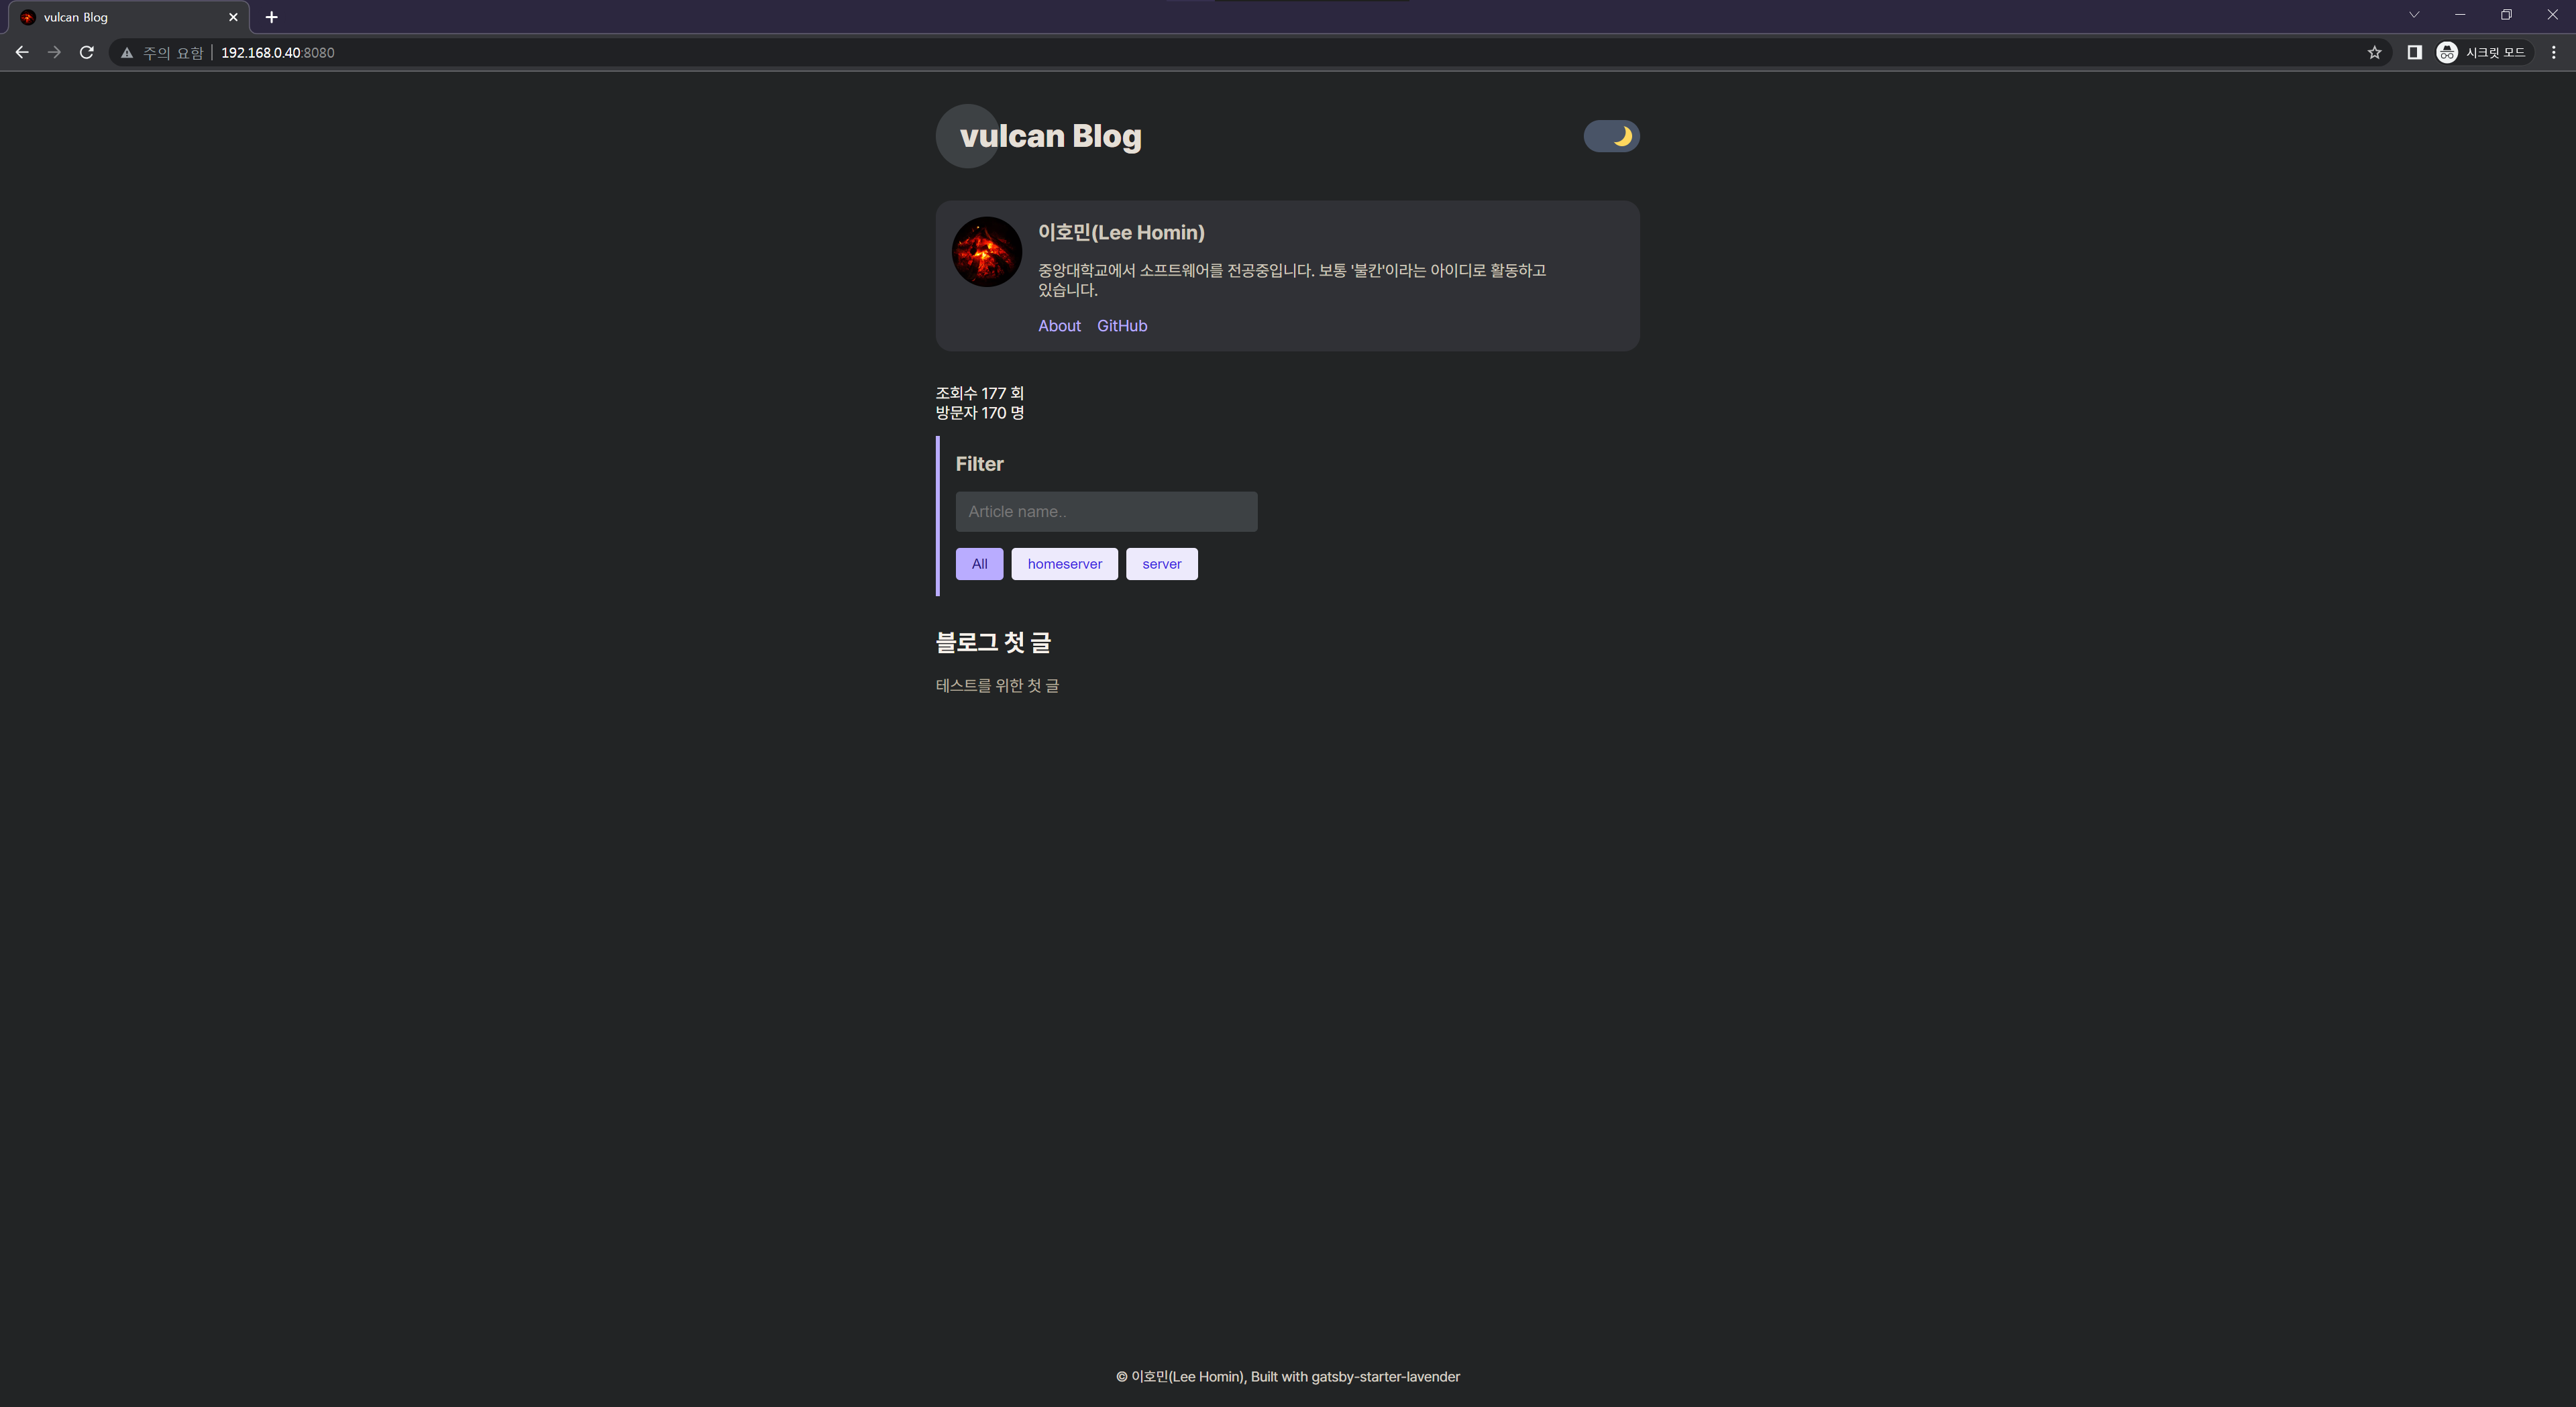 vulcan Blog
주의 요함 192.168.0.40:8080
시크릿 모드
vulcan Blog
이호민(Lee Homin)
중앙대학교에서 소프트웨어를 전공중입니다. 보통 '불칸'이라는 아이디로 활동하고
있습니다.
About GitHub
조회수 177 회
방문자 170 명
Filter
Article name..
All homeserver server
블로그 첫 글
테스트를 위한 첫 글
© 이호민(Lee Homin), Built with gatsby-starter-lavender